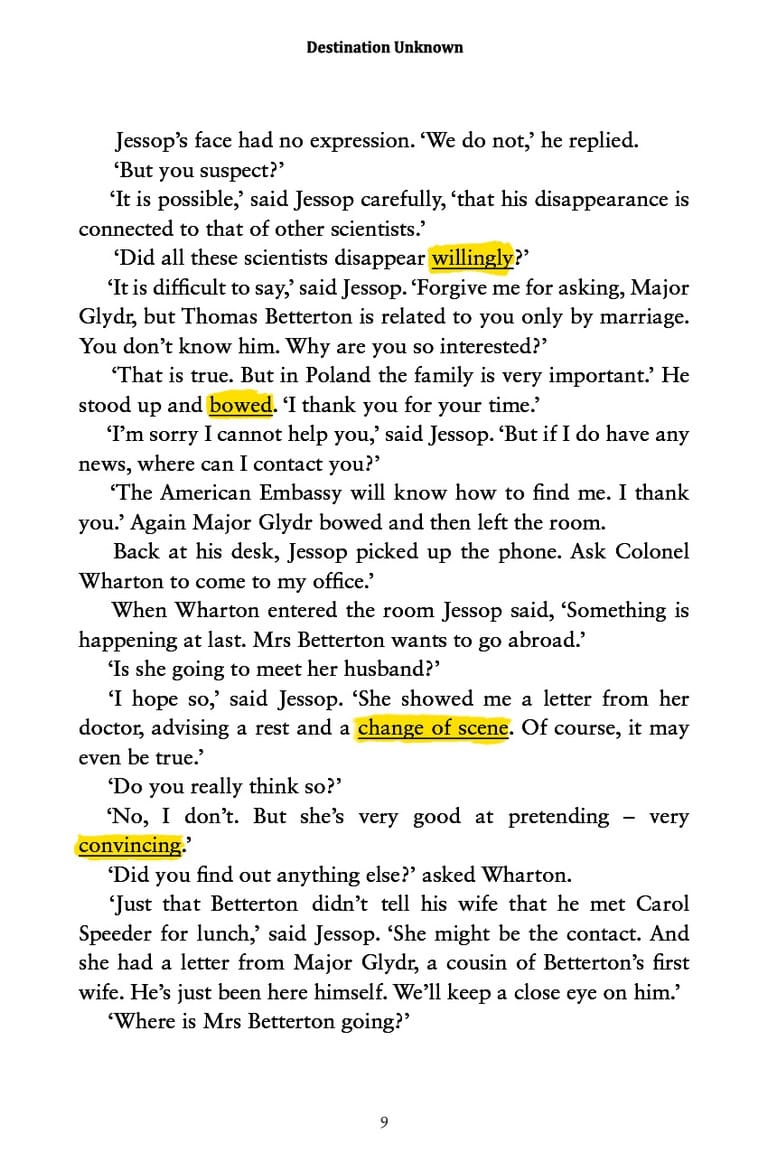 Destination Unknown
Jessop’s face had no expression. ‘We do not,’ he replied.
‘But you suspect?’
‘It is possible,’ said Jessop carefully, ‘that his disappearance is
connected to that of other scientists.’
‘Did all these scientists disappear willingly?’
‘It is difficult to say,’ said Jessop. ‘Forgive me for asking, Major
Glydr, but Thomas Betterton is related to you only by marriage.
You don’t know him. Why are you so interested?’
‘That is true. But in Poland the family is very important.’ He
stood up and bowed. ‘I thank you for your time.’
‘I’m sorry I cannot help you,’ said Jessop. ‘But if I do have any
news, where can I contact you?’
‘The American Embassy will know how to find me. I thank
you.’ Again Major Glydr bowed and then left the room.
Back at his desk, Jessop picked up the phone. Ask Colonel
Wharton to come to my office.’
When Wharton entered the room Jessop said, ‘Something is
happening at last. Mrs Betterton wants to go abroad.’
‘Is she going to meet her husband?’
‘I hope so,’ said Jessop. ‘She showed me a letter from her
doctor, advising a rest and a change of scene. Of course, it may
even be true.’
‘Do you really think so?’
‘No, I don’t. But she’s very good at pretending – very
convincing.’
‘Did you find out anything else?’ asked Wharton.
‘Just that Betterton didn’t tell his wife that he met Carol
Speeder for lunch,’ said Jessop. ‘She might be the contact. And
she had a letter from Major Glydr, a cousin of Betterton’s first
wife. He’s just been here himself. We’ll keep a close eye on him.’
‘Where is Mrs Betterton going?’
9